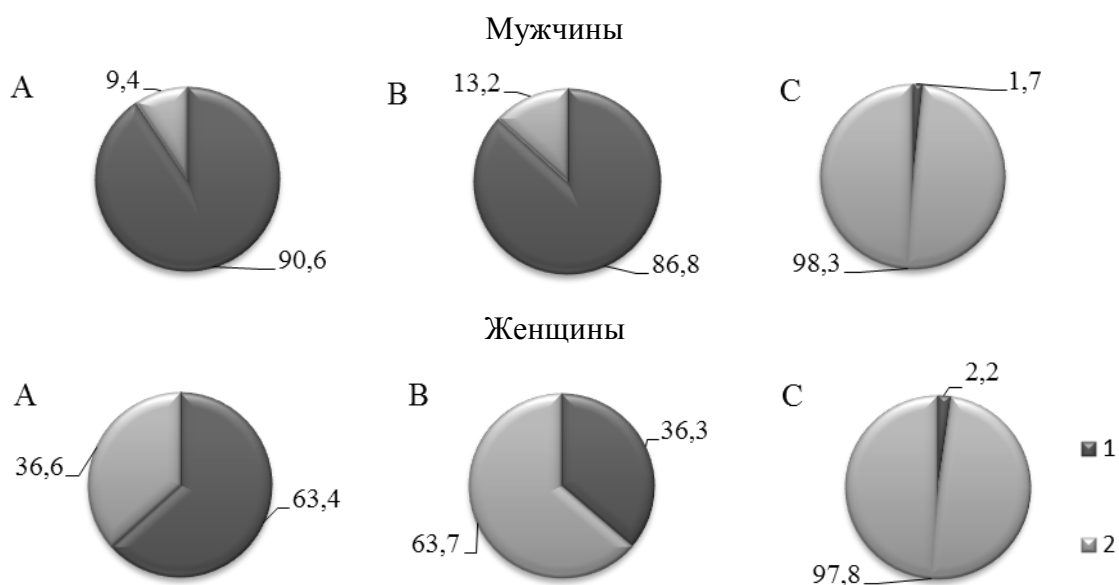 Мужчины
A
9,4
90,6
B
13,2
86,8
C
1,7
98,3
Женщины
A
36,6
63,4
B
36,3
63,7
C
2,2
97,8
1
2